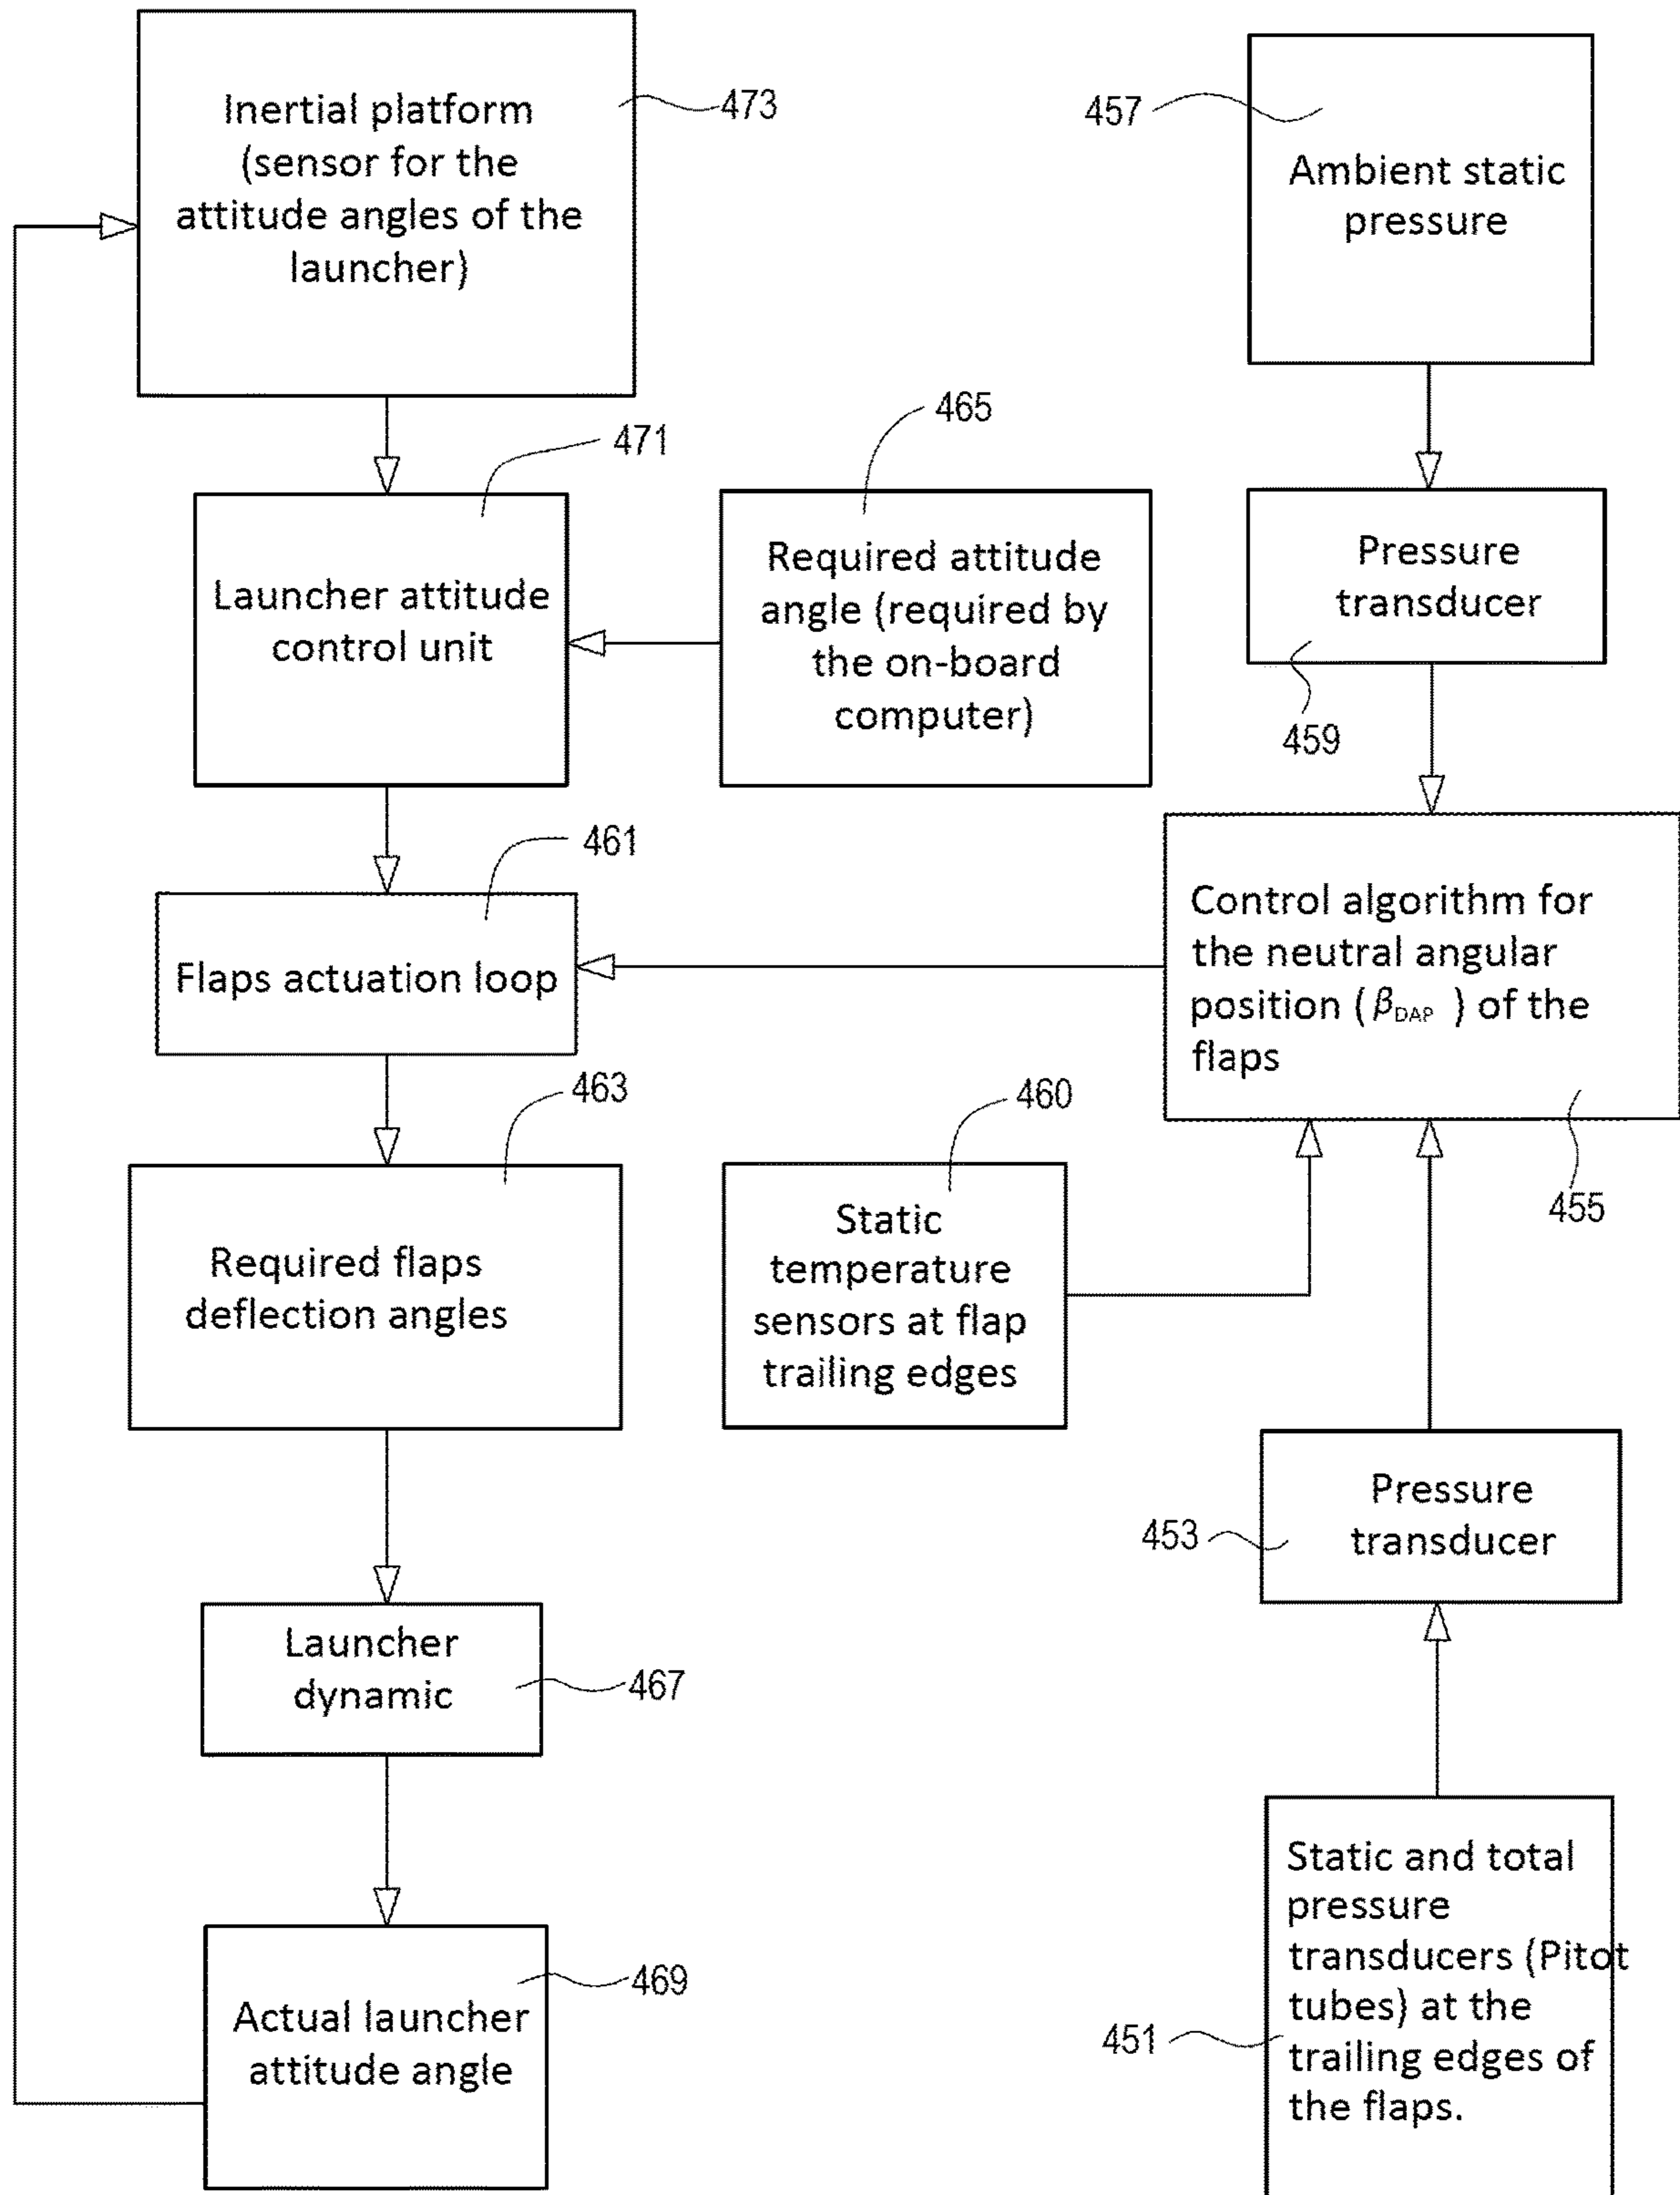 Inertial platform
(sensor for the
attitude angles of the
launcher)
473
457
Ambient static
pressure
471
465
Launcher attitude
control unit
Required attitude
angle (required by
the on-board
computer)
Pressure
transducer
459
461
Flaps actuation loop
Control algorithm for
the neutral angular
position (βDAP ) of the
flaps
455
463
460
Required flaps
deflection angles
Static
temperature
sensors at flap
trailing edges
Pressure
transducer
453
Launcher
dynamic
467
Static and total
pressure
transducers (Pitot
tubes) at the
trailing edges of
the flaps.
451
469
Actual launcher
attitude angle